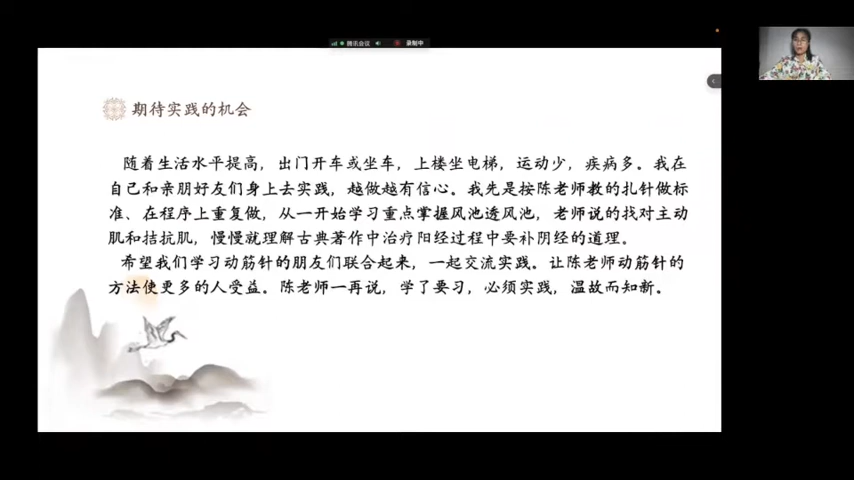 腾讯会议 录制中
期待实践的机会
随着生活水平提高，出门开车或坐车，上楼坐电梯，运动少，疾病多。我在
自己和亲朋好友们身上去实践，越做越有信心。我先是按陈老师教的扎针做标
准、在程序上重复做，从一开始学习重点掌握风池透风池，老师说的找对主动
肌和拮抗肌，慢慢就理解古典著作中治疗阳经过程中要补阴经的道理。
希望我们学习动筋针的朋友们联合起来，一起交流实践。让陈老师动筋针的
方法使更多的人受益。陈老师一再说，学了要习，必须实践，温故而知新。